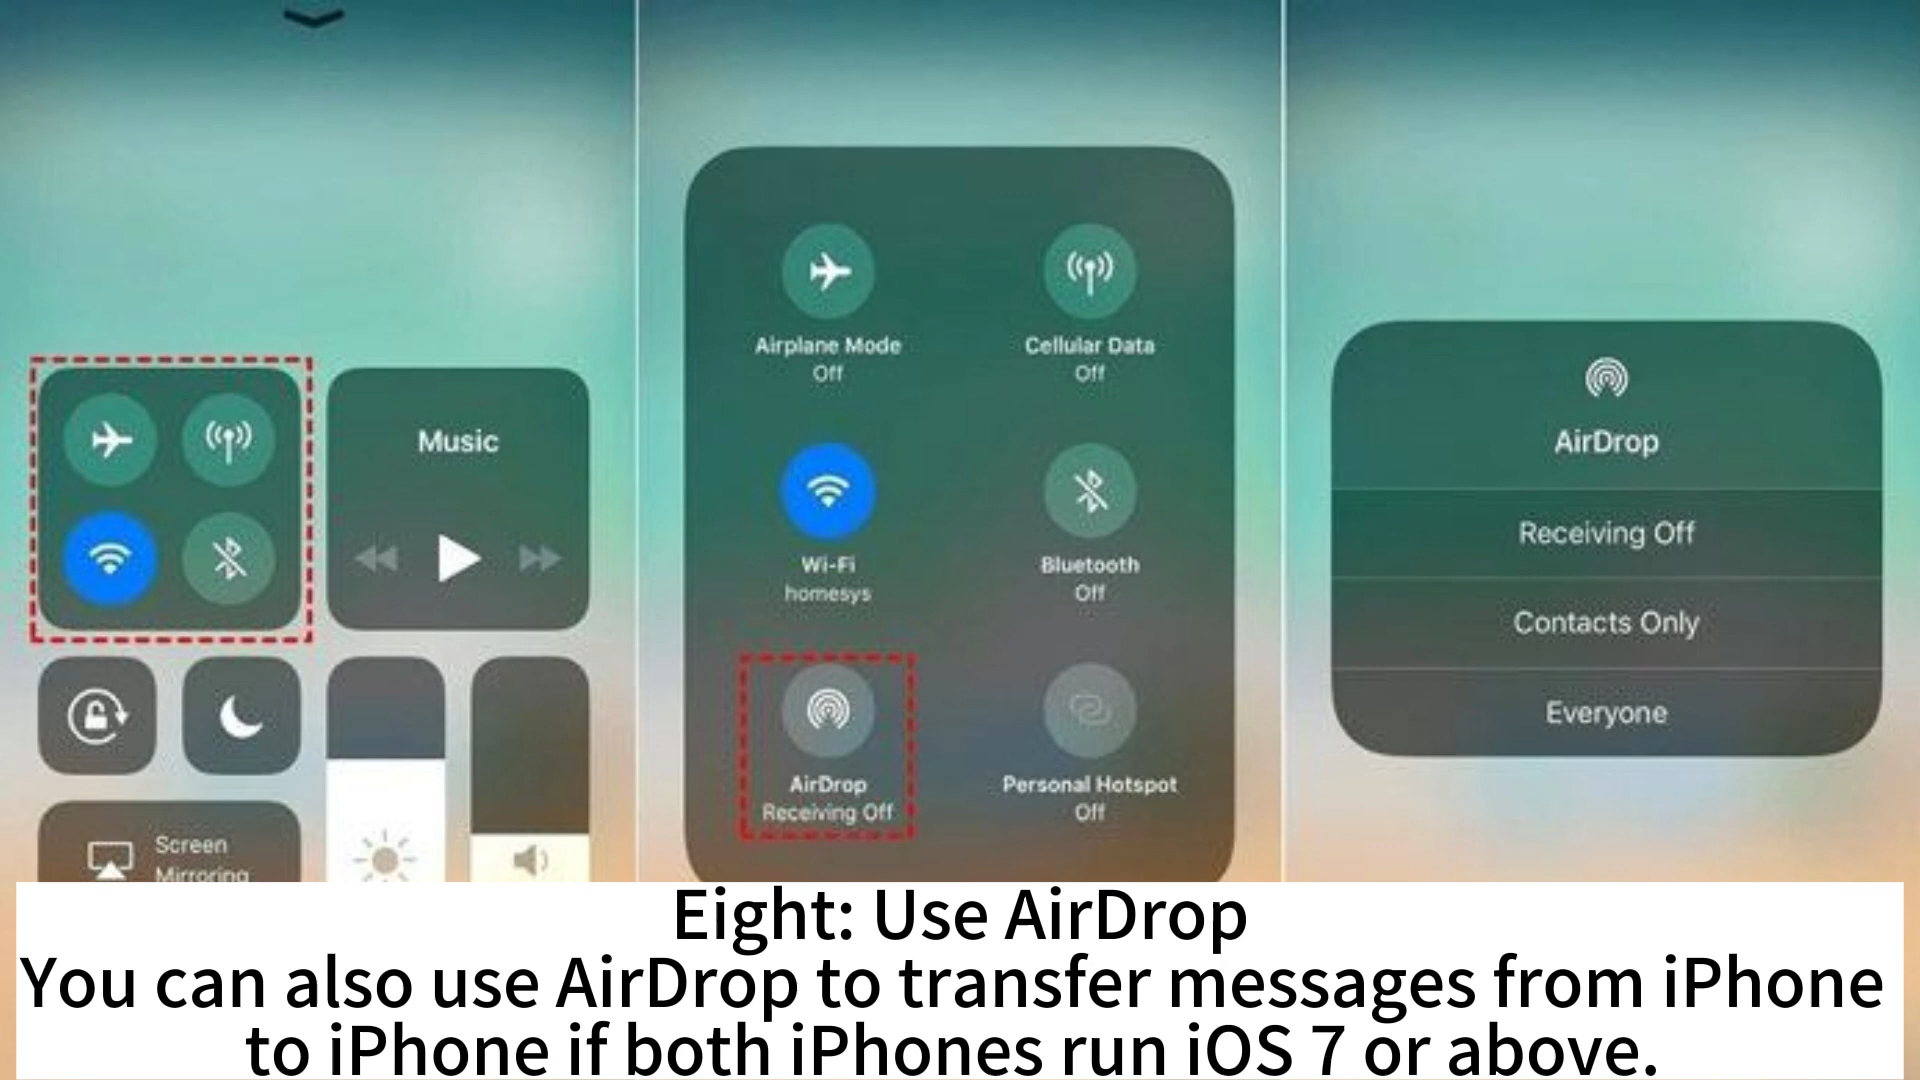 Music
Screen
Mirroring
Airplane Mode
Off
Cellular Data
Off
Wi-Fi
homesys
Bluetooth
Off
AirDrop
Receiving Off
Personal Hotspot
Off
AirDrop
Receiving Off
Contacts Only
Everyone
Eight: Use AirDrop
You can also use AirDrop to transfer messages from iPhone
to iPhone if both iPhones run iOS 7 or above.